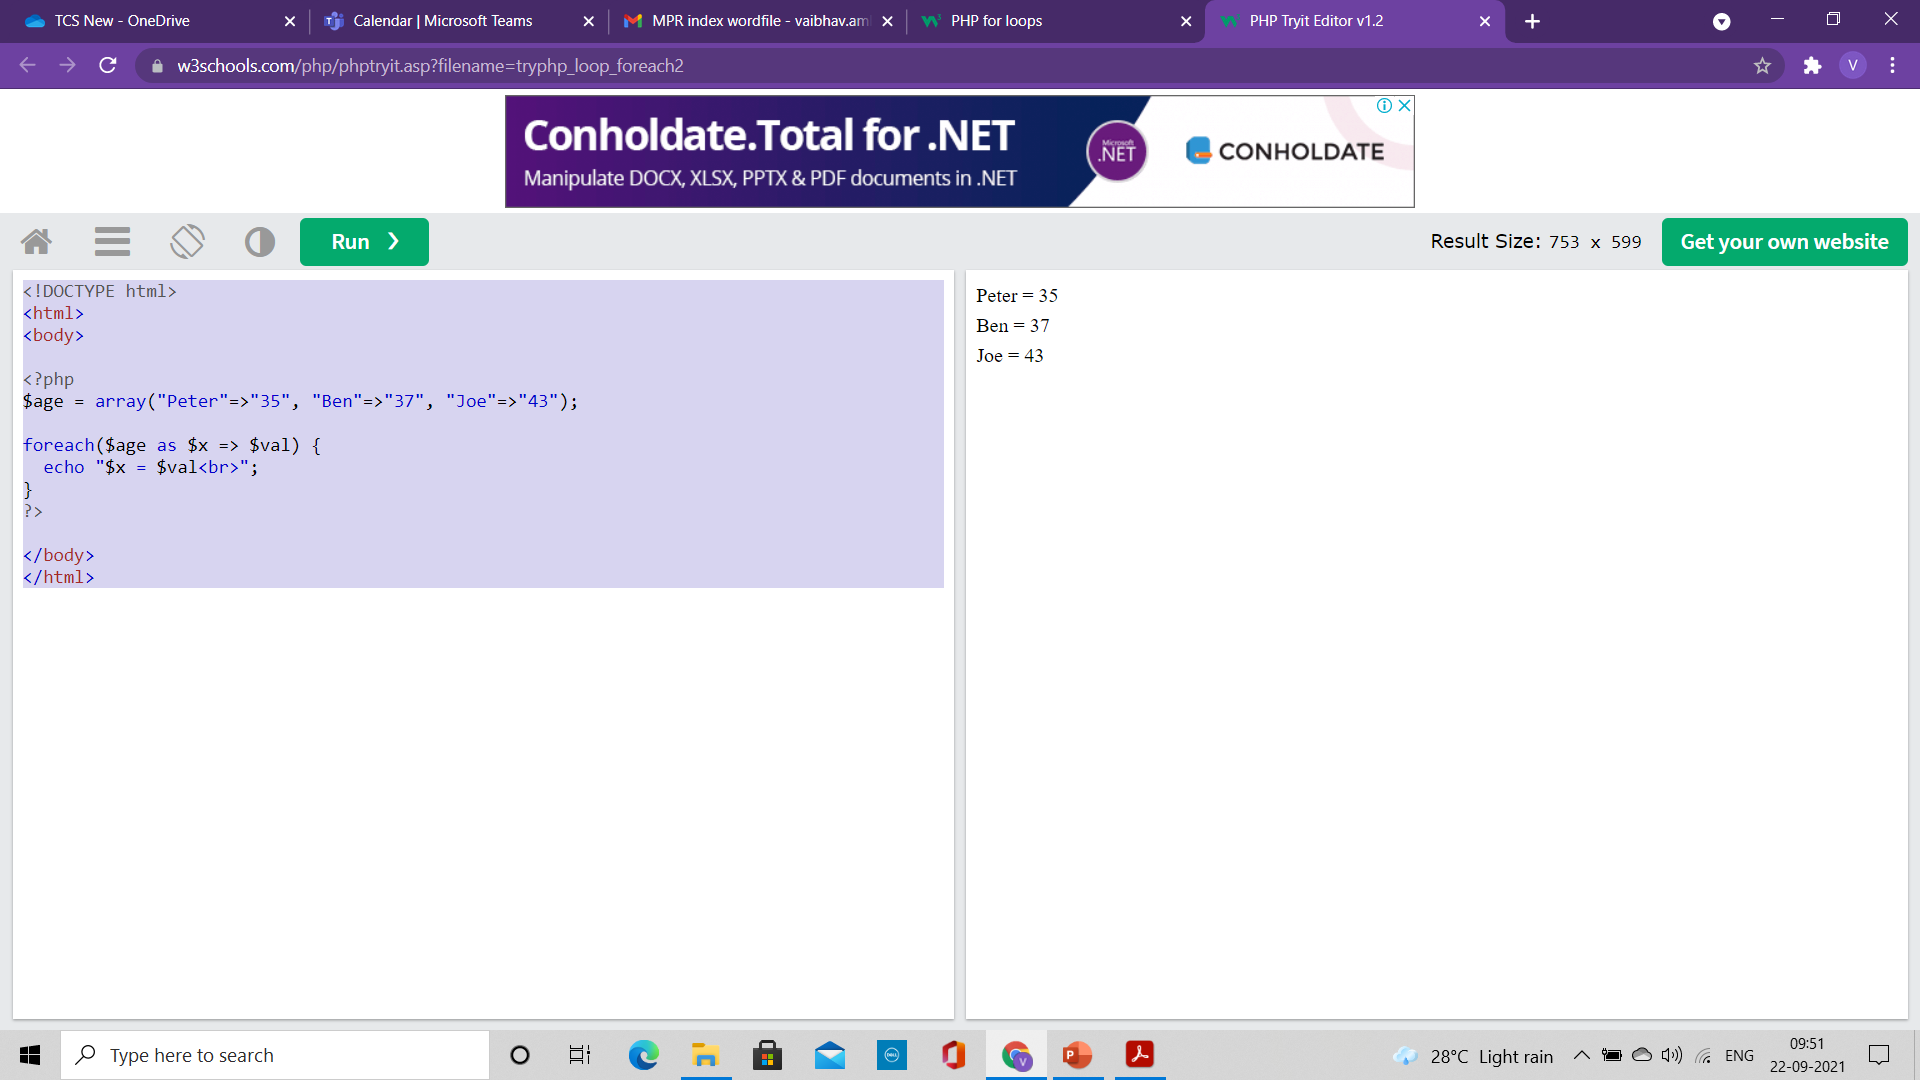 TCS New - OneDrive
Calendar | Microsoft Teams
MPR index wordfile - vaibhav.am
PHP for loops
PHP Tryit Editor v1.2
w3schools.com/php/phptryit.asp?filename=tryphp_loop_foreach2
V
Conholdate.Total for .NET
Manipulate DOCX, XLSX, PPTX & PDF documents in .NET
Microsoft
.NET
CONHOLDATE
Run ❯
Result Size: 753 x 599
Get your own website
<!DOCTYPE html>
<html>
<body>
<?php
$age = array("Peter"=>"35", "Ben"=>"37", "Joe"=>"43");
foreach($age as $x => $val) {
  echo "$x = $val<br>";
}
?>
</body>
</html>
Peter = 35
Ben = 37
Joe = 43
Type here to search
DELL
V
P
28°C Light rain
ENG
09:51
22-09-2021